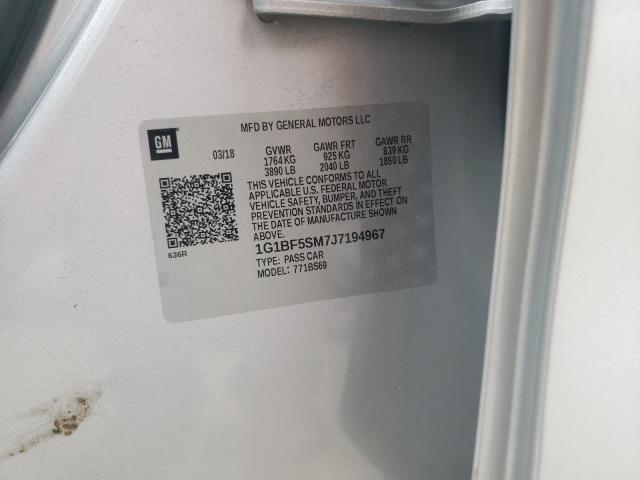 MFD BY GENERAL MOTORS LLC
GM
03/18 GVWR GAWR FRT GAWR RR
1764 KG 925 KG 839 KG
3890 LB 2040 LB 1850 LB
THIS VEHICLE CONFORMS TO ALL
APPLICABLE U.S. FEDERAL MOTOR
VEHICLE SAFETY, BUMPER, AND THEFT
PREVENTION STANDARDS IN EFFECT ON
THE DATE OF MANUFACTURE SHOWN
ABOVE.
636R
1G1BF5SM7J7194967
TYPE: PASS CAR
MODEL: 771BS69